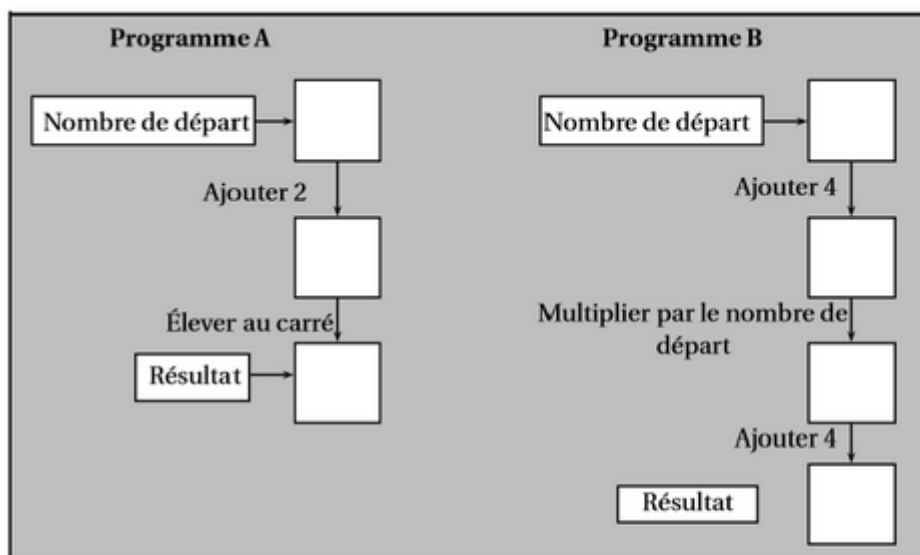 Programme A
Nombre de départ
Ajouter 2
Élever au carré
Résultat
Programme B
Nombre de départ
Ajouter 4
Multiplier par le nombre de
départ
Ajouter 4
Résultat